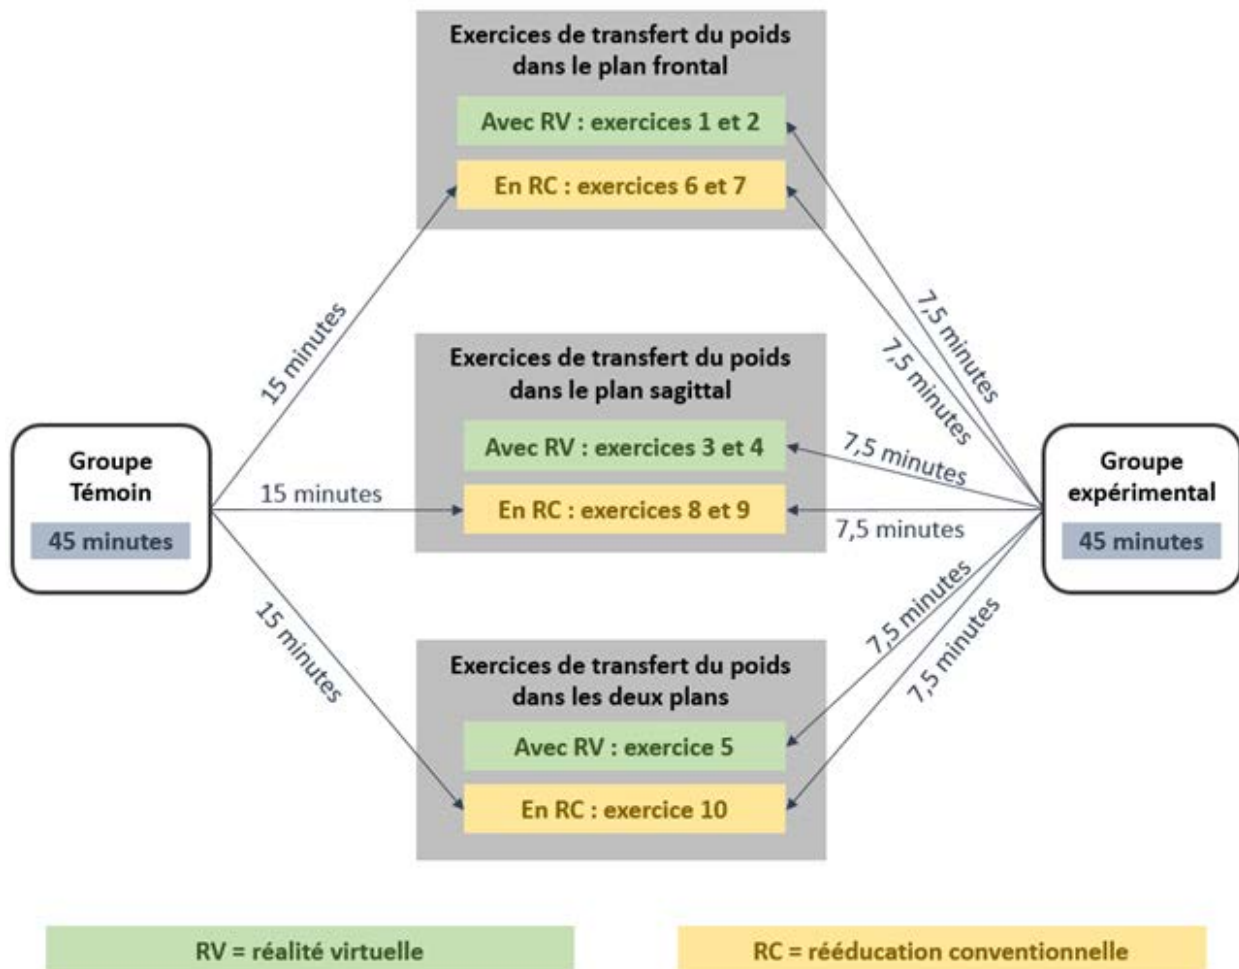 Exercices de transfert du poids
dans le plan frontal
Avec RV : exercices 1 et 2
En RC : exercices 6 et 7
15 minutes
7,5 minutes
7,5 minutes
Exercices de transfert du poids
dans le plan sagittal
Avec RV : exercices 3 et 4
En RC : exercices 8 et 9
Groupe
Témoin
45 minutes
15 minutes
7,5 minutes
7,5 minutes
Groupe
expérimental
45 minutes
15 minutes
7,5 minutes
7,5 minutes
Exercices de transfert du poids
dans les deux plans
Avec RV : exercice 5
En RC : exercice 10
RV = réalité virtuelle
RC = rééducation conventionnelle